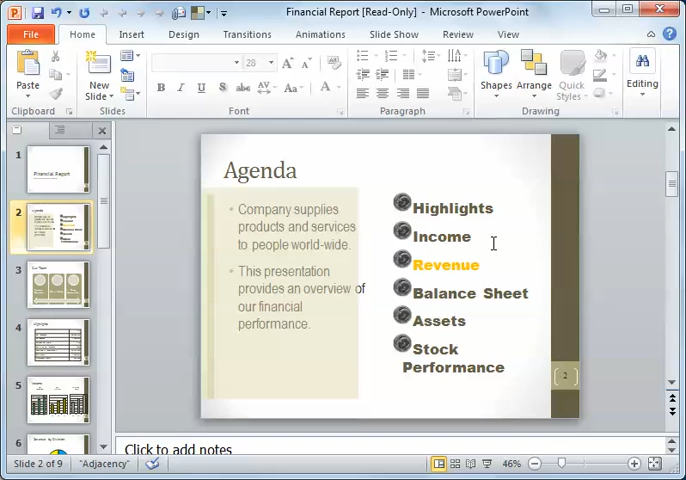 Financial Report [Read-Only] - Microsoft PowerPoint
File Home Insert Design Transitions Animations Slide Show Review View
Paste New Slide 28 Shapes Arrange Quick Styles Editing
B I U S abc AV Aa A
Clipboard Slides Font Paragraph Drawing
1
Financial Report
2
3
4
5
6
Agenda
• Company supplies
products and services
to people world-wide.
• This presentation
provides an overview of
our financial
performance.
Highlights
Income
Revenue
Balance Sheet
Assets
Stock
Performance
2
Click to add notes
Slide 2 of 9 "Adjacency" 46%